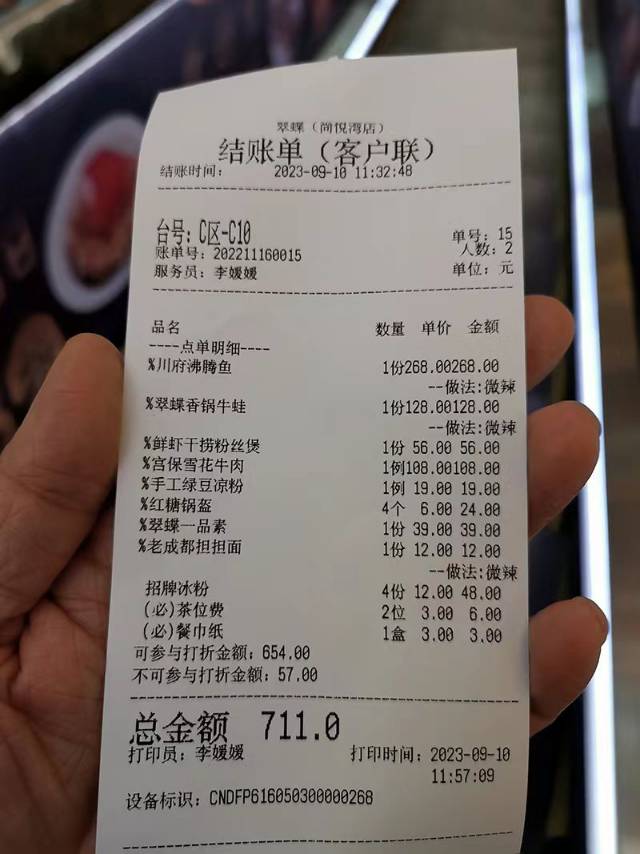 翠蝶（尚悦湾店）
结账单（客户联）
结账时间： 2023-09-10 11:32:48
台号：C区-C10 单号：15
账单号：202211160015 人数：2
服务员：李媛媛 单位：元
品名 数量 单价 金额
----点单明细----
%川府沸腾鱼 1份268.00268.00
--做法:微辣
%翠蝶香锅牛蛙 1份128.00128.00
--做法:微辣
%鲜虾干捞粉丝煲 1份 56.00 56.00
%宫保雪花牛肉 1例108.00108.00
%手工绿豆凉粉 1例 19.00 19.00
%红糖锅盔 4个 6.00 24.00
%翠蝶一品素 1份 39.00 39.00
%老成都担担面 1份 12.00 12.00
--做法:微辣
招牌冰粉 4份 12.00 48.00
(必)茶位费 2位 3.00 6.00
(必)餐巾纸 1盒 3.00 3.00
可参与打折金额：654.00
不可参与打折金额：57.00
总金额 711.0
打印员：李媛媛 打印时间：2023-09-10
11:57:09
设备标识：CNDFP616050300000268